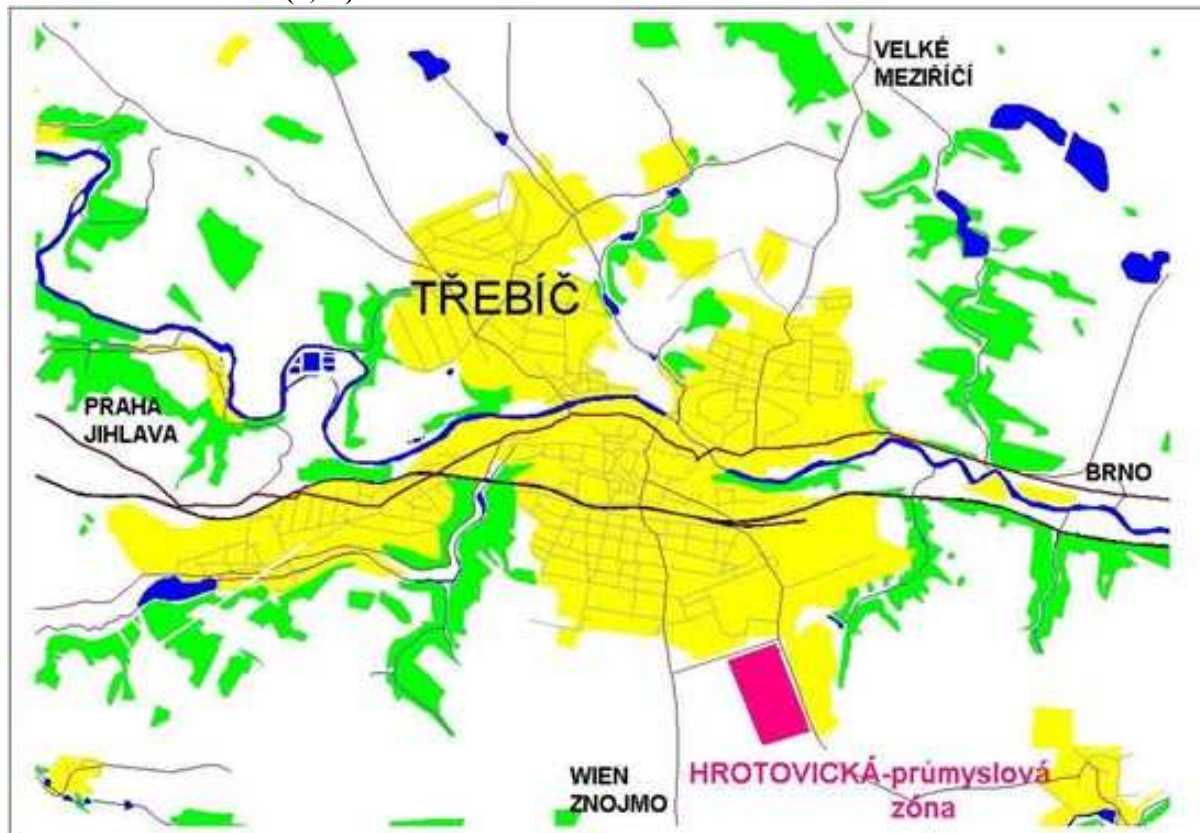 VELKÉ
MEZIŘÍČÍ
TŘEBÍČ
PRAHA
JIHLAVA
BRNO
WIEN
ZNOJMO
HROTOVICKÁ-průmyslová
zóna